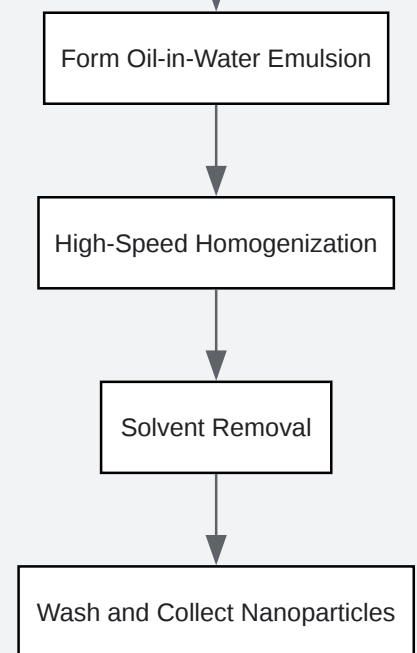 Form Oil-in-Water Emulsion
High-Speed Homogenization
Solvent Removal
Wash and Collect Nanoparticles